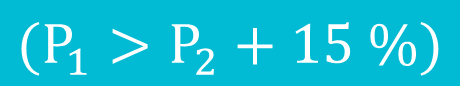 (P₁ > P₂ + 15 %)